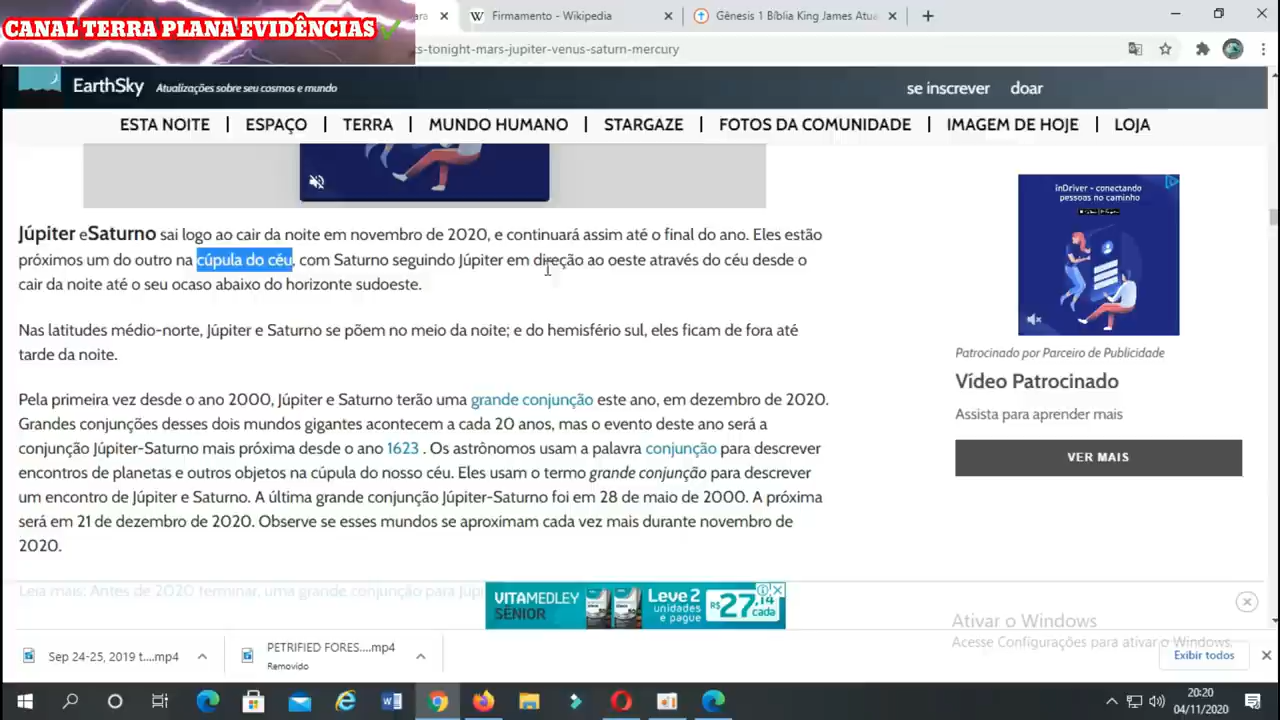 CANAL TERRA PLANA EVIDÊNCIAS
ara
Firmamento - Wikipedia
Gênesis 1 Bíblia King James Atua
ts-tonight-mars-jupiter-venus-saturn-mercury
EarthSky
Atualizações sobre seu cosmos e mundo
se inscrever
doar
ESTA NOITE | ESPAÇO | TERRA | MUNDO HUMANO | STARGAZE | FOTOS DA COMUNIDADE | IMAGEM DE HOJE | LOJA
Júpiter eSaturno sai logo ao cair da noite em novembro de 2020, e continuará assim até o final do ano. Eles estão
próximos um do outro na cúpula do céu, com Saturno seguindo Júpiter em direção ao oeste através do céu desde o
cair da noite até o seu ocaso abaixo do horizonte sudoeste.
Nas latitudes médio-norte, Júpiter e Saturno se põem no meio da noite; e do hemisfério sul, eles ficam de fora até
tarde da noite.
Pela primeira vez desde o ano 2000, Júpiter e Saturno terão uma grande conjunção este ano, em dezembro de 2020.
Grandes conjunções desses dois mundos gigantes acontecem a cada 20 anos, mas o evento deste ano será a
conjunção Júpiter-Saturno mais próxima desde o ano 1623 . Os astrônomos usam a palavra conjunção para descrever
encontros de planetas e outros objetos na cúpula do nosso céu. Eles usam o termo grande conjunção para descrever
um encontro de Júpiter e Saturno. A última grande conjunção Júpiter-Saturno foi em 28 de maio de 2000. A próxima
será em 21 de dezembro de 2020. Observe se esses mundos se aproximam cada vez mais durante novembro de
2020.
Leia mais: Antes de 2020 terminar, uma grande conjunção para Júp
inDriver - conectando
pessoas no caminho
Patrocinado por Parceiro de Publicidade
Vídeo Patrocinado
Assista para aprender mais
VER MAIS
VITAMEDLEY
SÊNIOR
Leve 2
unidades
e pague
R$27,14
cada
Ativar o Windows
Acesse Configurações para ativar o Windows.
Sep 24-25, 2019 t....mp4
PETRIFIED FORES....mp4
Removido
Exibir todos
20:20
04/11/2020